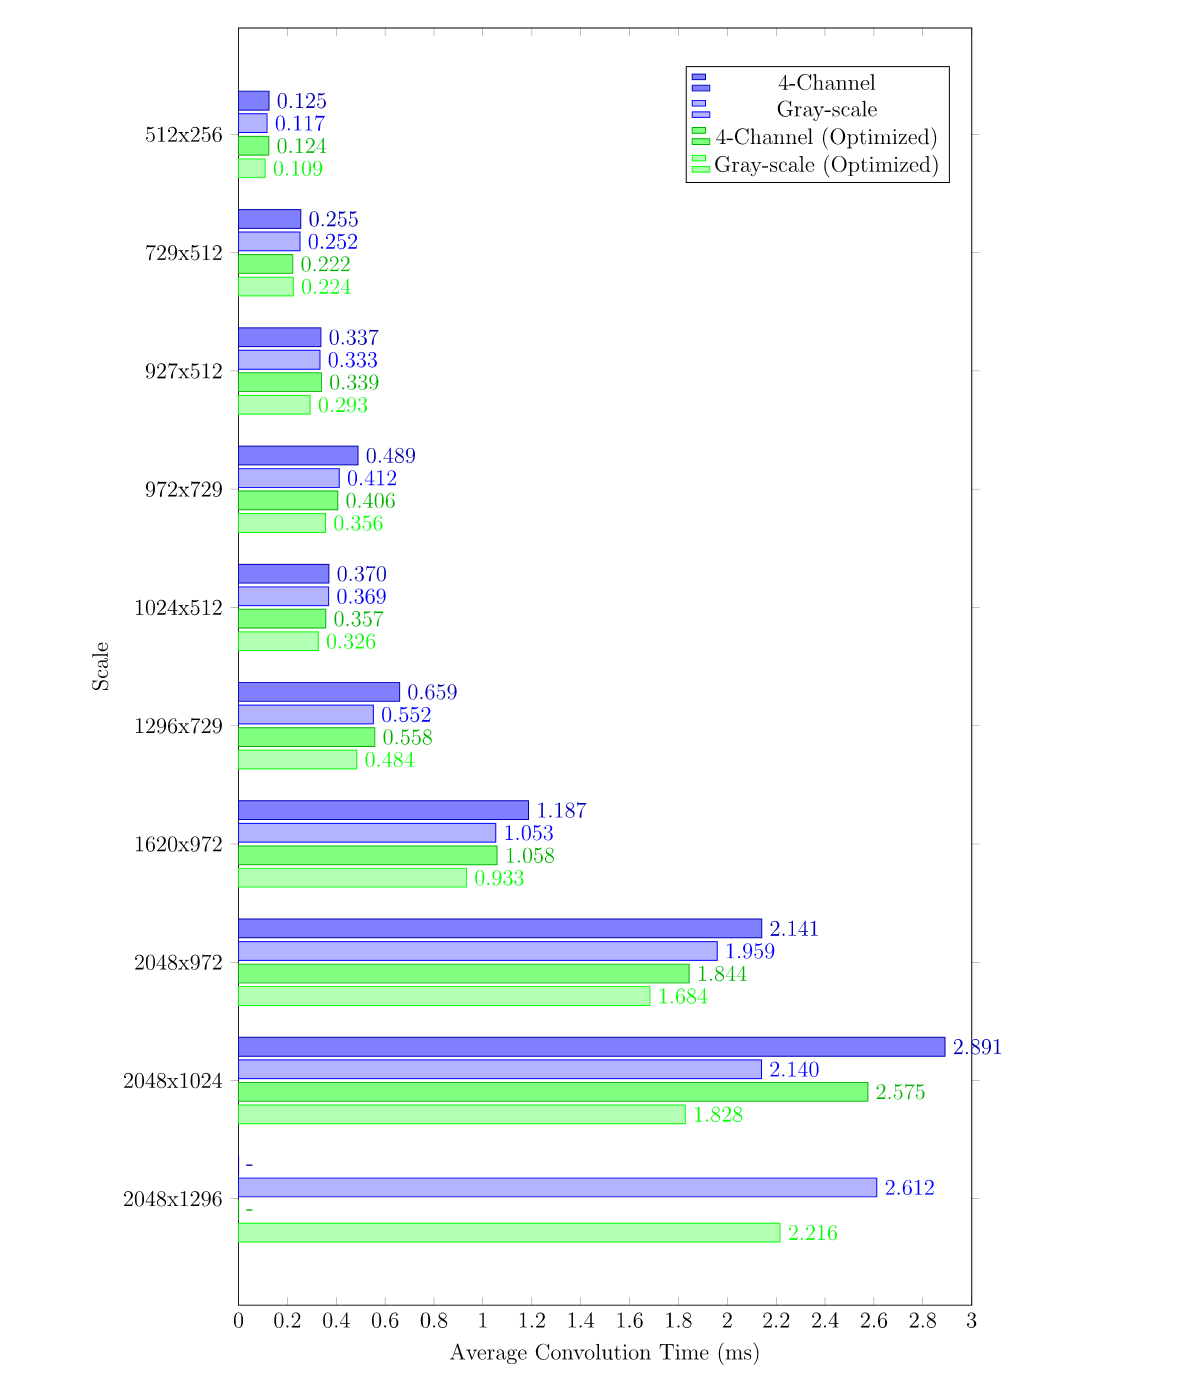 4-Channel
Gray-scale
4-Channel (Optimized)
Gray-scale (Optimized)
Scale
512x256
0.125
0.117
0.124
0.109
729x512
0.255
0.252
0.222
0.224
927x512
0.337
0.333
0.339
0.293
972x729
0.489
0.412
0.406
0.356
1024x512
0.370
0.369
0.357
0.326
1296x729
0.659
0.552
0.558
0.484
1620x972
1.187
1.053
1.058
0.933
2048x972
2.141
1.959
1.844
1.684
2048x1024
2.891
2.140
2.575
1.828
2048x1296
-
2.612
-
2.216
0 0.2 0.4 0.6 0.8 1 1.2 1.4 1.6 1.8 2 2.2 2.4 2.6 2.8 3
Average Convolution Time (ms)